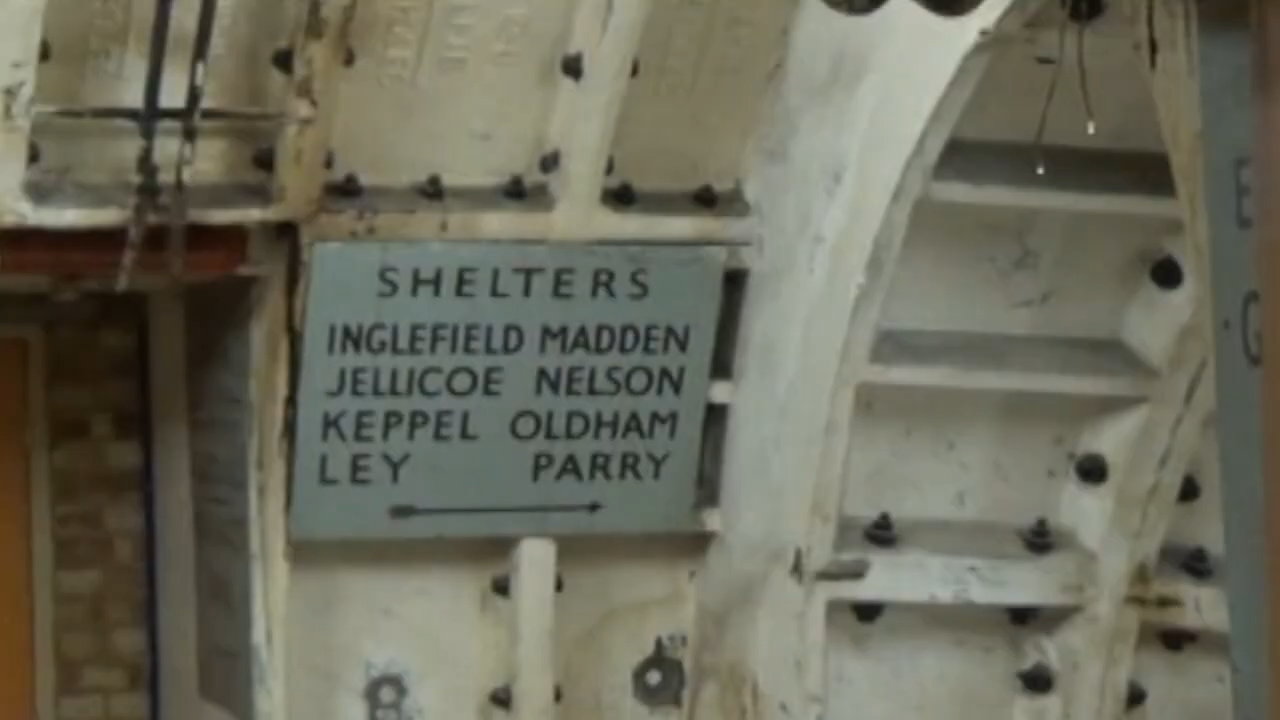 SHELTERS
INGLEFIELD MADDEN
JELLICOE NELSON
KEPPEL OLDHAM
LEY PARRY
E
G